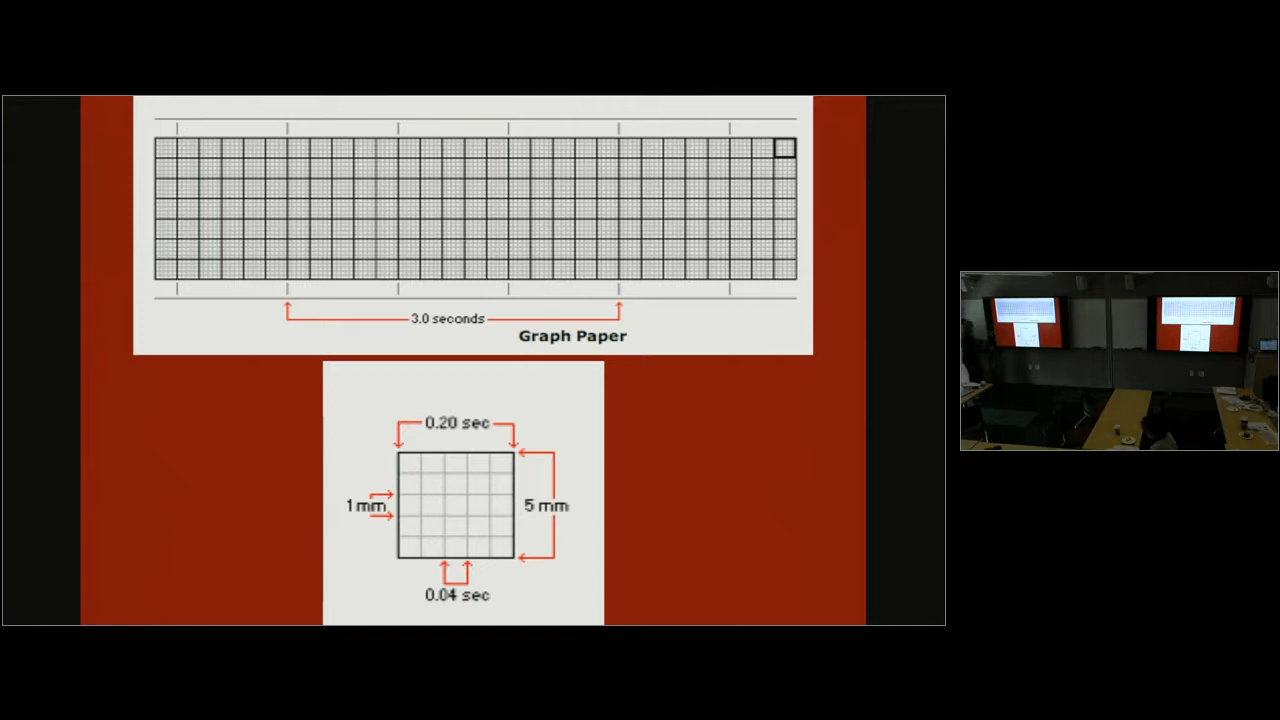 3.0 seconds
Graph Paper
0.20 sec
1 mm
5 mm
0.04 sec